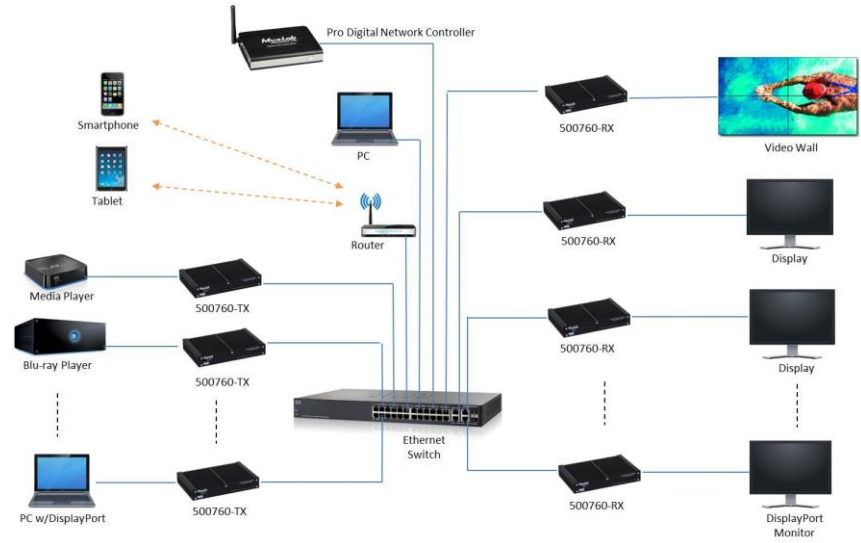 Pro Digital Network Controller
MuxLab
Smartphone
PC
500760-RX
Video Wall
Tablet
Router
500760-RX
Display
Media Player
500760-TX
500760-RX
Display
Blu-ray Player
500760-TX
Ethernet
Switch
PC w/DisplayPort
500760-TX
500760-RX
DisplayPort
Monitor